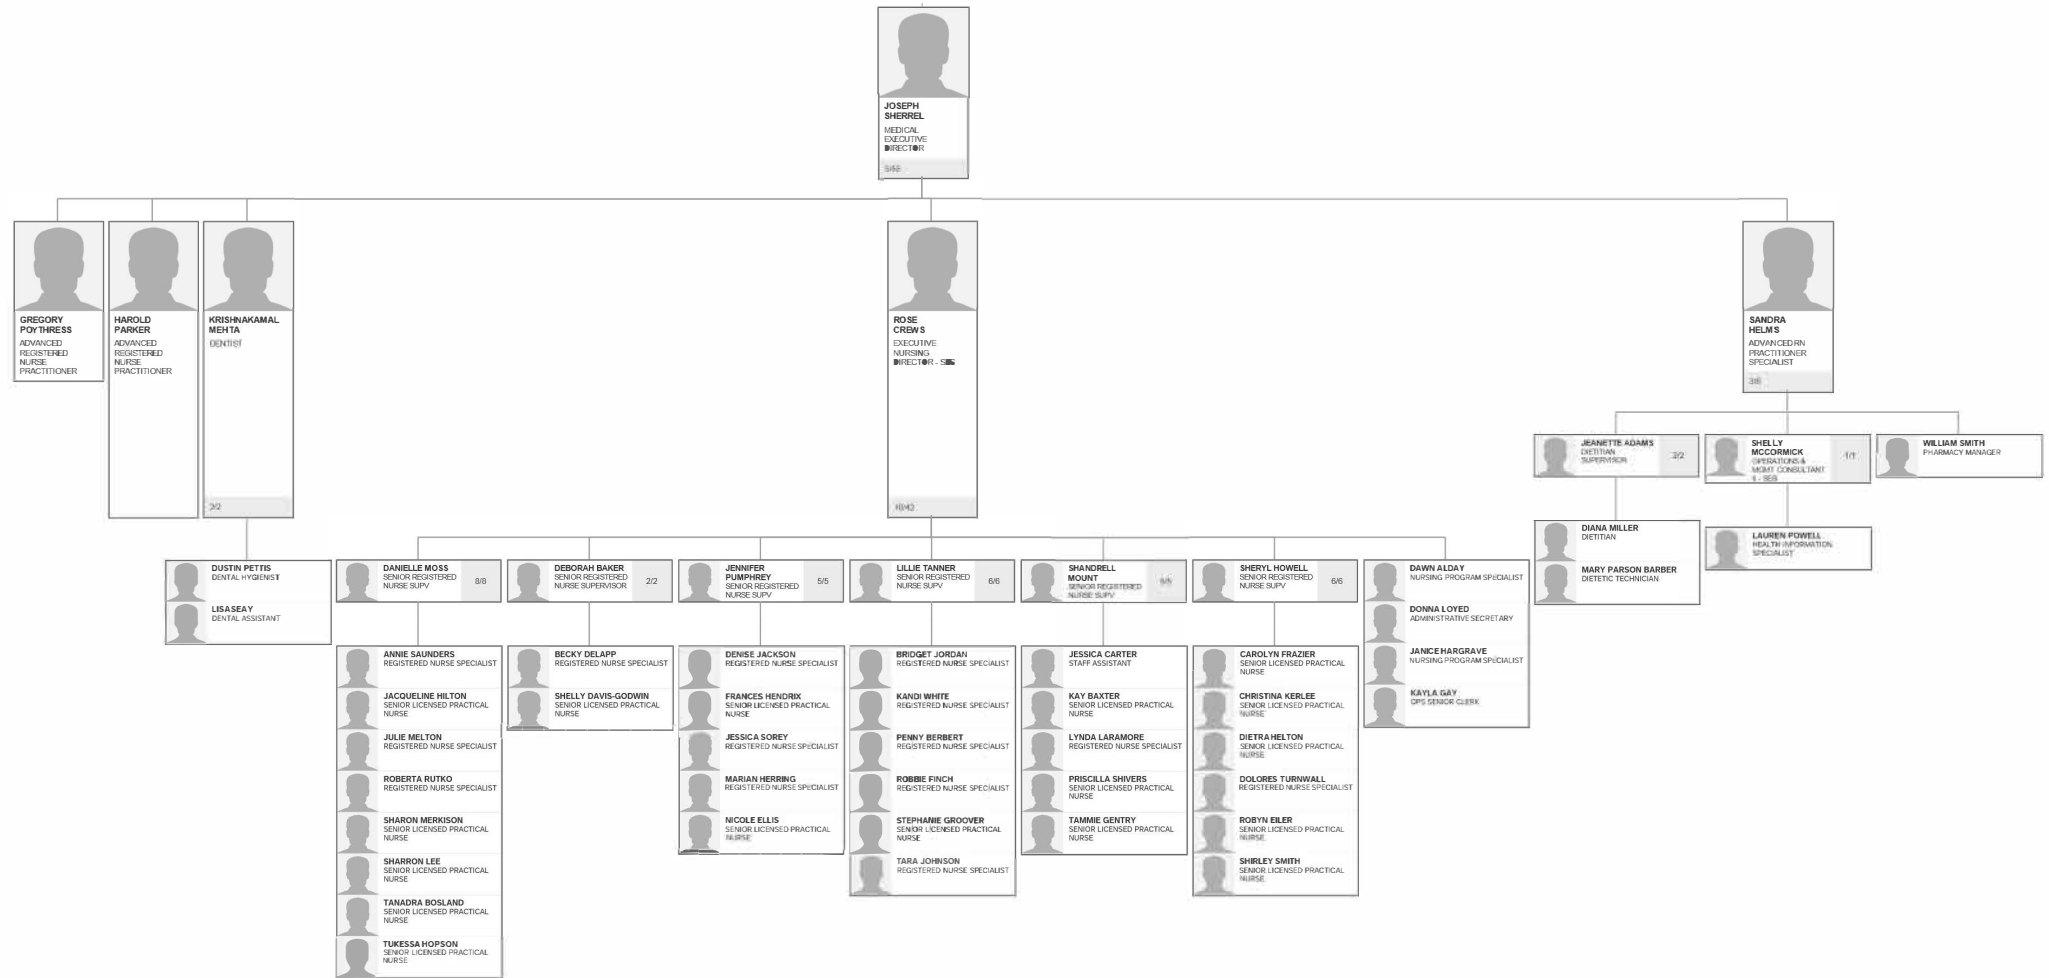 JOSEPH
SHERREL
MEDICAL
EXECUTIVE
DIRECTOR
GREGORY
POYTHRESS
ADVANCED
REGISTERED
NURSE
PRACTITIONER
HAROLD
PARKER
ADVANCED
REGISTERED
NURSE
PRACTITIONER
KRISHNAKAMAL
MEHTA
DENTIST
2/2
ROSE
CREWS
EXECUTIVE
NURSING
DIRECTOR -
SANDRA
HELMS
ADVANCED RN
PRACTITIONER
SPECIALIST
JEANETTE ADAMS
DIETITIAN
SUPERVISOR
2/2
SHELLY
MCCORMICK
OPERATIONS &
MGMT CONSULTANT
1/1
WILLIAM SMITH
PHARMACY MANAGER
DIANA MILLER
DIETITIAN
MARY PARSON BARBER
DIETETIC TECHNICIAN
LAUREN POWELL
HEALTH INFORMATION
SPECIALIST
DUSTIN PETTIS
DENTAL HYGIENIST
LISA SEAY
DENTAL ASSISTANT
DANIELLE MOSS
SENIOR REGISTERED
NURSE SUPV
8/8
DEBORAH BAKER
SENIOR REGISTERED
NURSE SUPERVISOR
2/2
JENNIFER
PUMPHREY
SENIOR REGISTERED
NURSE SUPV
5/5
LILLIE TANNER
SENIOR REGISTERED
NURSE SUPV
6/6
SHANDRELL
MOUNT
SENIOR REGISTERED
NURSE SUPV
SHERYL HOWELL
SENIOR REGISTERED
NURSE SUPV
6/6
DAWN ALDAY
NURSING PROGRAM SPECIALIST
DONNA LOYED
ADMINISTRATIVE SECRETARY
JANICE HARGRAVE
NURSING PROGRAM SPECIALIST
KAYLA GAY
OPS SENIOR CLERK
ANNIE SAUNDERS
REGISTERED NURSE SPECIALIST
JACQUELINE HILTON
SENIOR LICENSED PRACTICAL
NURSE
JULIE MELTON
REGISTERED NURSE SPECIALIST
ROBERTA RUTKO
REGISTERED NURSE SPECIALIST
SHARON MERKISON
SENIOR LICENSED PRACTICAL
NURSE
SHARRON LEE
SENIOR LICENSED PRACTICAL
NURSE
TANADRA BOSLAND
SENIOR LICENSED PRACTICAL
NURSE
TUKESSA HOPSON
SENIOR LICENSED PRACTICAL
NURSE
BECKY DELAPP
REGISTERED NURSE SPECIALIST
SHELLY DAVIS-GODWIN
SENIOR LICENSED PRACTICAL
NURSE
DENISE JACKSON
REGISTERED NURSE SPECIALIST
FRANCES HENDRIX
SENIOR LICENSED PRACTICAL
NURSE
JESSICA SOREY
REGISTERED NURSE SPECIALIST
MARIAN HERRING
REGISTERED NURSE SPECIALIST
NICOLE ELLIS
SENIOR LICENSED PRACTICAL
NURSE
BRIDGET JORDAN
REGISTERED NURSE SPECIALIST
KANDI WHITE
REGISTERED NURSE SPECIALIST
PENNY BERBERT
REGISTERED NURSE SPECIALIST
ROBBIE FINCH
REGISTERED NURSE SPECIALIST
STEPHANIE GROOVER
SENIOR LICENSED PRACTICAL
NURSE
TARA JOHNSON
REGISTERED NURSE SPECIALIST
JESSICA CARTER
STAFF ASSISTANT
KAY BAXTER
SENIOR LICENSED PRACTICAL
NURSE
LYNDA LARAMORE
REGISTERED NURSE SPECIALIST
PRISCILLA SHIVERS
SENIOR LICENSED PRACTICAL
NURSE
TAMMIE GENTRY
SENIOR LICENSED PRACTICAL
NURSE
CAROLYN FRAZIER
SENIOR LICENSED PRACTICAL
NURSE
CHRISTINA KERLEE
SENIOR LICENSED PRACTICAL
NURSE
DIETRA HELTON
SENIOR LICENSED PRACTICAL
NURSE
DOLORES TURNWALL
REGISTERED NURSE SPECIALIST
ROBYN EILER
SENIOR LICENSED PRACTICAL
NURSE
SHIRLEY SMITH
SENIOR LICENSED PRACTICAL
NURSE